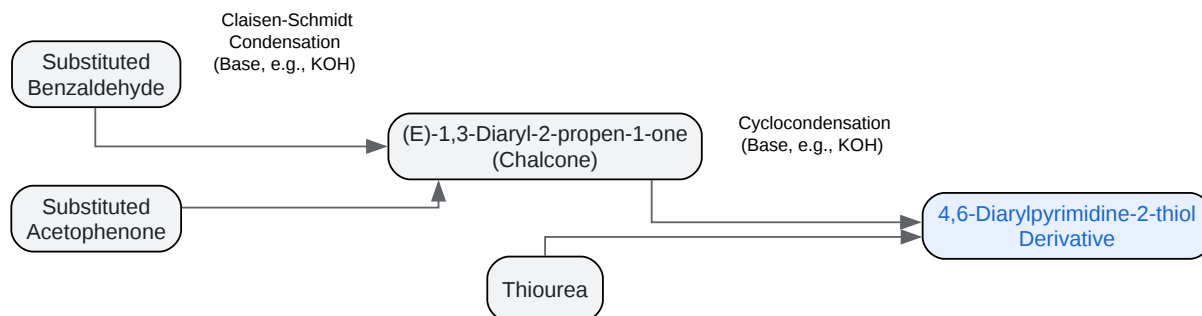 Claisen-Schmidt
Condensation
(Base, e.g., KOH)
Substituted
Benzaldehyde
(E)-1,3-Diaryl-2-propen-1-one
(Chalcone)
Cyclocondensation
(Base, e.g., KOH)
Substituted
Acetophenone
4,6-Diarylpyrimidine-2-thiol
Derivative
Thiourea